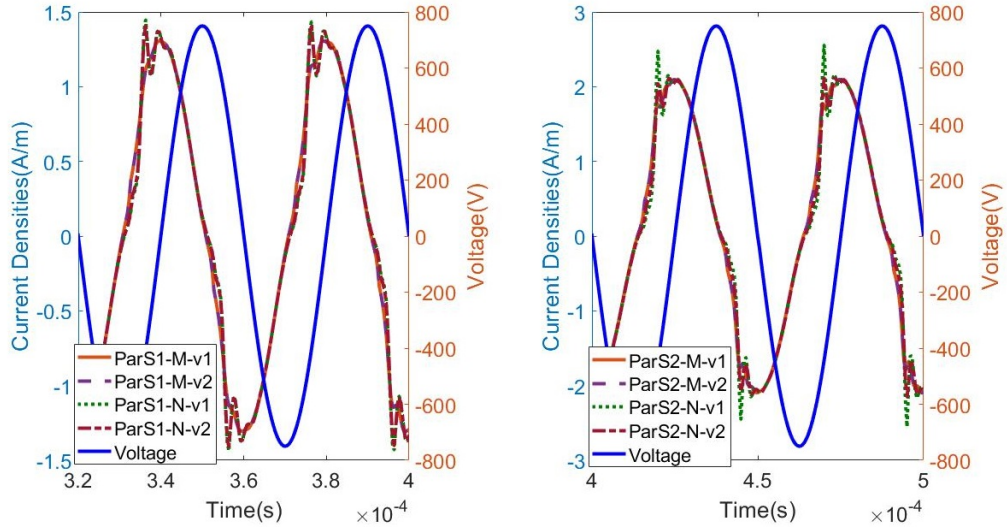 1.5
1
0.5
0
-0.5
-1
-1.5
Current Densities(A/m)
800
600
400
200
0
-200
-400
-600
-800
Voltage(V)
ParS1-M-v1
ParS1-M-v2
ParS1-N-v1
ParS1-N-v2
Voltage
3.2 3.4 3.6 3.8 4
Time(s) ×10⁻⁴
3
2
1
0
-1
-2
-3
Current Densities(A/m)
800
600
400
200
0
-200
-400
-600
-800
Voltage(V)
ParS2-M-v1
ParS2-M-v2
ParS2-N-v1
ParS2-N-v2
Voltage
4 4.5 5
Time(s) ×10⁻⁴